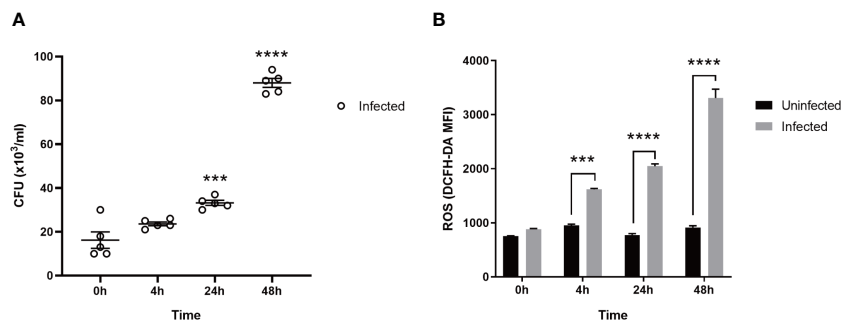 A
CFU (x10³/ml)
100
80
60
40
20
0
***
****
0h 4h 24h 48h
Time
Infected
B
ROS (DCFH-DA MFI)
4000
3000
2000
1000
0
***
****
****
0h 4h 24h 48h
Time
Uninfected
Infected